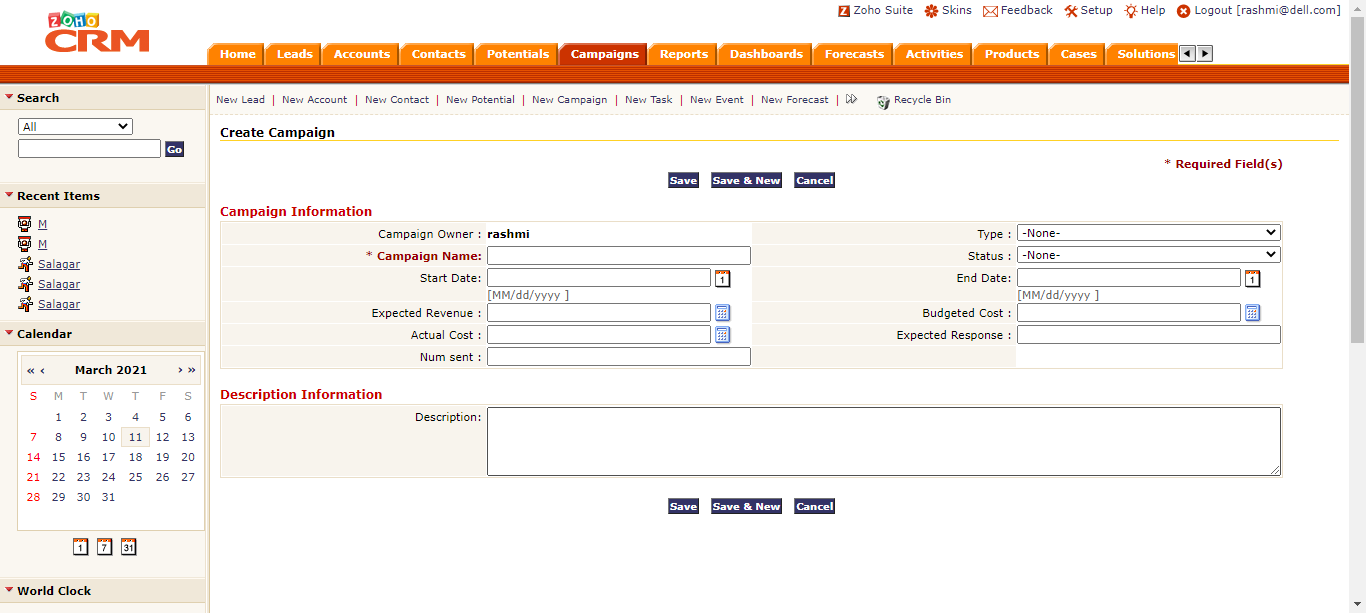 Zoho Suite Skins Feedback Setup Help Logout [rashmi@dell.com]
ZOHO
CRM
Home Leads Accounts Contacts Potentials Campaigns Reports Dashboards Forecasts Activities Products Cases Solutions
Search
New Lead | New Account | New Contact | New Potential | New Campaign | New Task | New Event | New Forecast | Recycle Bin
All
Go
Create Campaign
* Required Field(s)
Save Save & New Cancel
Recent Items
M
M
Salagar
Salagar
Salagar
Campaign Information
Campaign Owner : rashmi Type : -None-
* Campaign Name: Status : -None-
Start Date: 1 End Date: 1
[MM/dd/yyyy ] [MM/dd/yyyy ]
Expected Revenue : Budgeted Cost :
Actual Cost : Expected Response :
Num sent :
Calendar
« ‹ March 2021 › »
S M T W T F S
1 2 3 4 5 6
7 8 9 10 11 12 13
14 15 16 17 18 19 20
21 22 23 24 25 26 27
28 29 30 31
1 7 31
Description Information
Description:
Save Save & New Cancel
World Clock